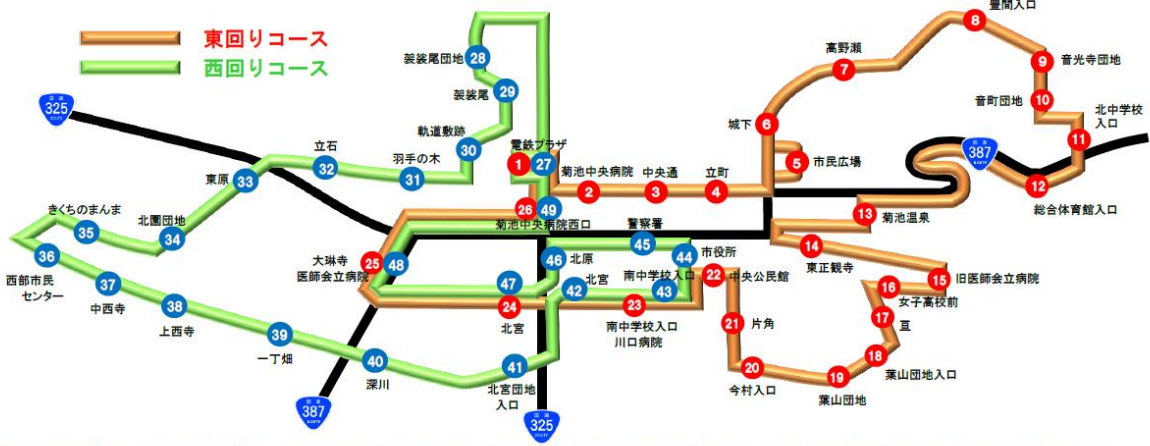 東回りコース
西回りコース
国道
325
ROUTE
袈裟尾団地
28
袈裟尾
29
軌道敷跡
30
羽手の木
31
立石
32
東原
33
北園団地
34
きくちのまんま
35
36
西部市民
センター
37
中西寺
38
上西寺
39
一丁畑
40
深川
41
北宮団地
入口
電鉄プラザ
1
27
菊池中央病院
2
中央通
3
立町
4
5
市民広場
城下
6
高野瀬
7
豊間入口
8
9
音光寺団地
音町団地
10
北中学校
入口
11
国道
387
12
総合体育館入口
13
菊池温泉
14
東正観寺
15
旧医師会立病院
16
女子高校前
17
亘
18
葉山団地入口
19
葉山団地
20
今村入口
21
片角
市役所
22
中央公民館
23
南中学校入口
川口病院
24
北宮
大琳寺
医師会立病院
25
48
26
49
菊池中央病院西口
警察署
45
44
46
北原
47
42
北宮
南中学校入口
43
387
国道
325
ROUTE